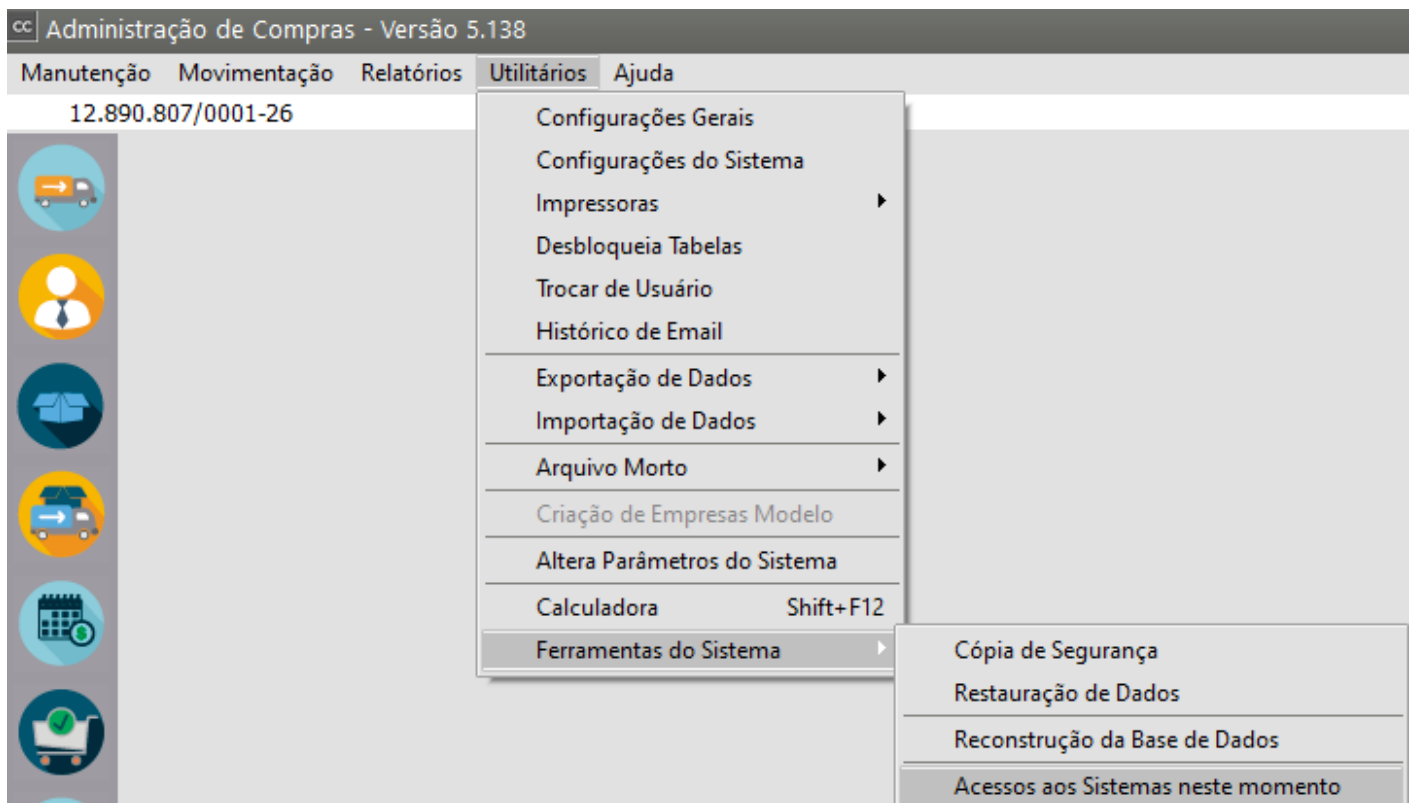 cc Administração de Compras - Versão 5.138
Manutenção Movimentação Relatórios Utilitários Ajuda
12.890.807/0001-26
Configurações Gerais
Configurações do Sistema
Impressoras
Desbloqueia Tabelas
Trocar de Usuário
Histórico de Email
Exportação de Dados
Importação de Dados
Arquivo Morto
Criação de Empresas Modelo
Altera Parâmetros do Sistema
Calculadora Shift+F12
Ferramentas do Sistema
Cópia de Segurança
Restauração de Dados
Reconstrução da Base de Dados
Acessos aos Sistemas neste momento